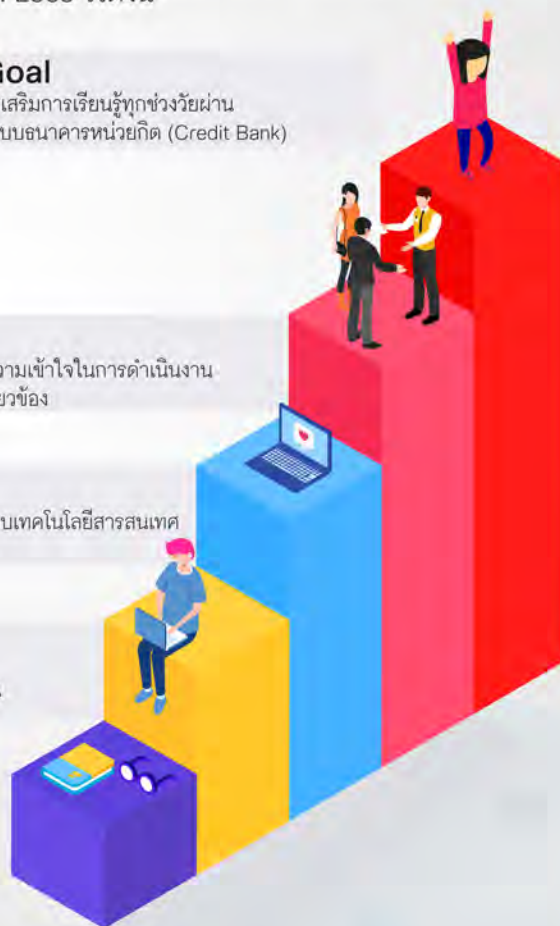 Goal
เสริมการเรียนรู้ทุกช่วงวัยผ่าน
บบธนาคารหน่วยกิต (Credit Bank)
วามเข้าใจในการดำเนินงาน
ยวข้อง
บเทคโนโลยีสารสนเทศ